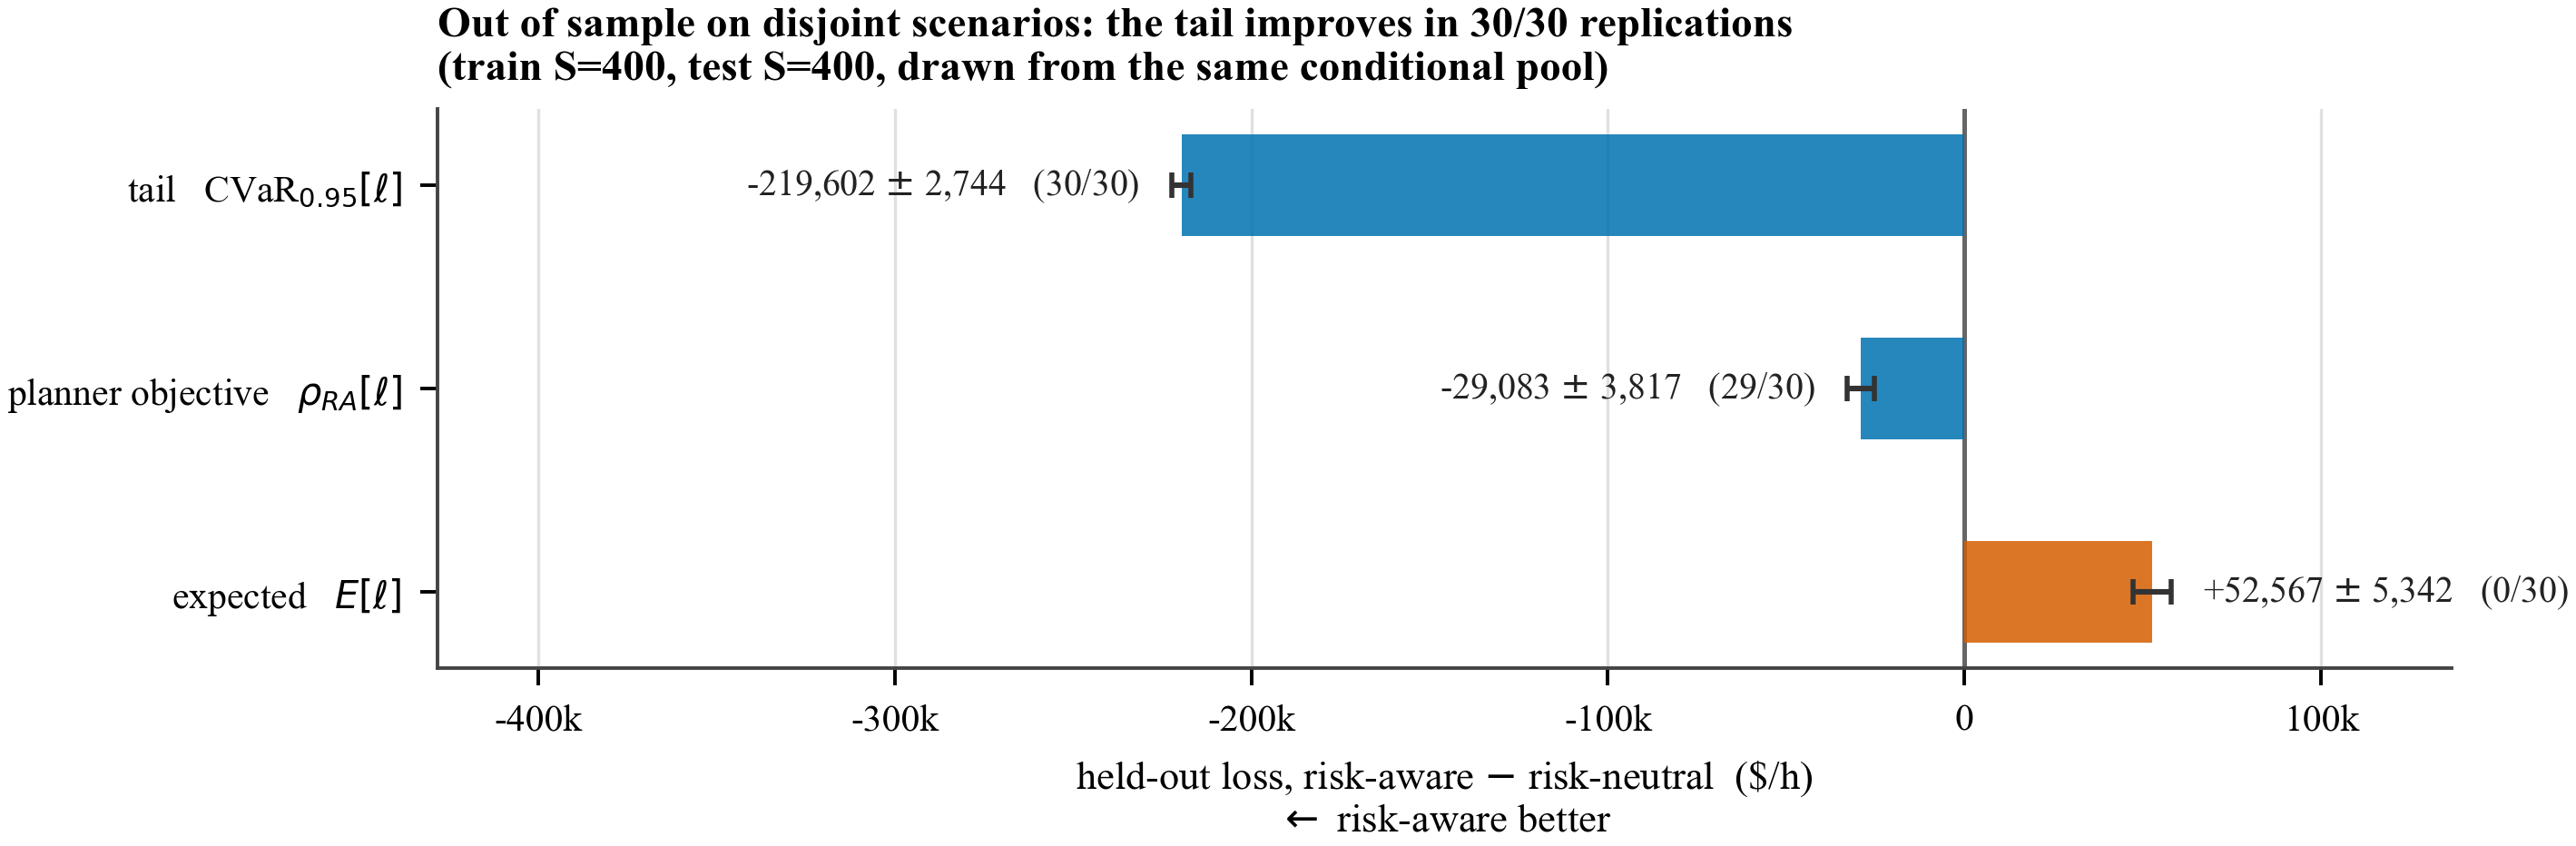 Out of sample on disjoint scenarios: the tail improves in 30/30 replications
(train S=400, test S=400, drawn from the same conditional pool)
tail CVaR₀.₉₅[ℓ]
-219,602 ± 2,744 (30/30)
planner objective ρ_RA[ℓ]
-29,083 ± 3,817 (29/30)
expected E[ℓ]
+52,567 ± 5,342 (0/30)
-400k -300k -200k -100k 0 100k
held-out loss, risk-aware − risk-neutral ($/h)
← risk-aware better